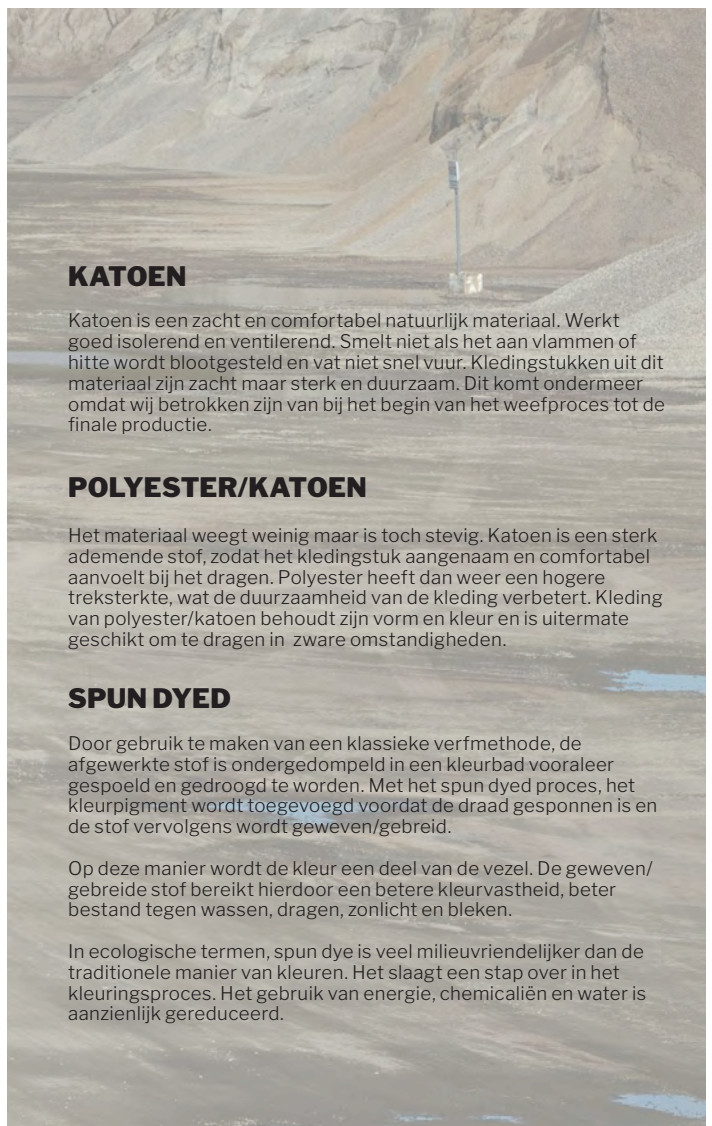 KATOEN
Katoen is een zacht en comfortabel natuurlijk materiaal. Werkt
goed isolerend en ventilerend. Smelt niet als het aan vlammen of
hitte wordt blootgesteld en vat niet snel vuur. Kledingstukken uit dit
materiaal zijn zacht maar sterk en duurzaam. Dit komt ondermeer
omdat wij betrokken zijn van bij het begin van het weefproces tot de
finale productie.
POLYESTER/KATOEN
Het materiaal weegt weinig maar is toch stevig. Katoen is een sterk
ademende stof, zodat het kledingstuk aangenaam en comfortabel
aanvoelt bij het dragen. Polyester heeft dan weer een hogere
treksterkte, wat de duurzaamheid van de kleding verbetert. Kleding
van polyester/katoen behoudt zijn vorm en kleur en is uitermate
geschikt om te dragen in  zware omstandigheden.
SPUN DYED
Door gebruik te maken van een klassieke verfmethode, de
afgewerkte stof is ondergedompeld in een kleurbad vooraleer
gespoeld en gedroogd te worden. Met het spun dyed proces, het
kleurpigment wordt toegevoegd voordat de draad gesponnen is en
de stof vervolgens wordt geweven/gebreid.
Op deze manier wordt de kleur een deel van de vezel. De geweven/
gebreide stof bereikt hierdoor een betere kleurvastheid, beter
bestand tegen wassen, dragen, zonlicht en bleken.
In ecologische termen, spun dye is veel milieuvriendelijker dan de
traditionele manier van kleuren. Het slaagt een stap over in het
kleuringsproces. Het gebruik van energie, chemicaliën en water is
aanzienlijk gereduceerd.